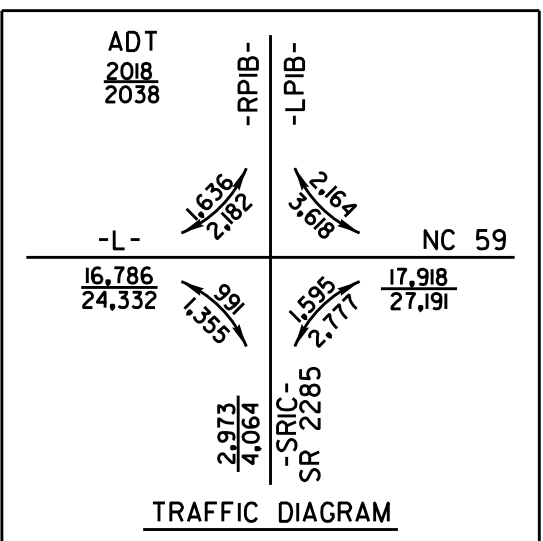 ADT
2018
2038
-RPIB-
-LPIB-
1,636
2,182
2,164
3,618
-L-
NC 59
16,786
24,332
17,918
27,191
991
1,355
1,595
2,777
2,973
4,064
-SRIC-
SR 2285
TRAFFIC DIAGRAM